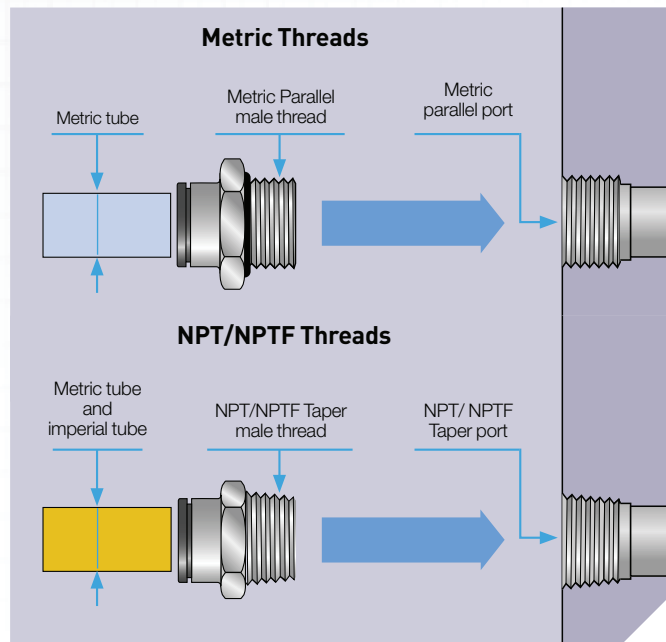 Metric Threads
Metric tube
Metric Parallel
male thread
Metric
parallel port
NPT/NPTF Threads
Metric tube
and
imperial tube
NPT/NPTF Taper
male thread
NPT/ NPTF
Taper port